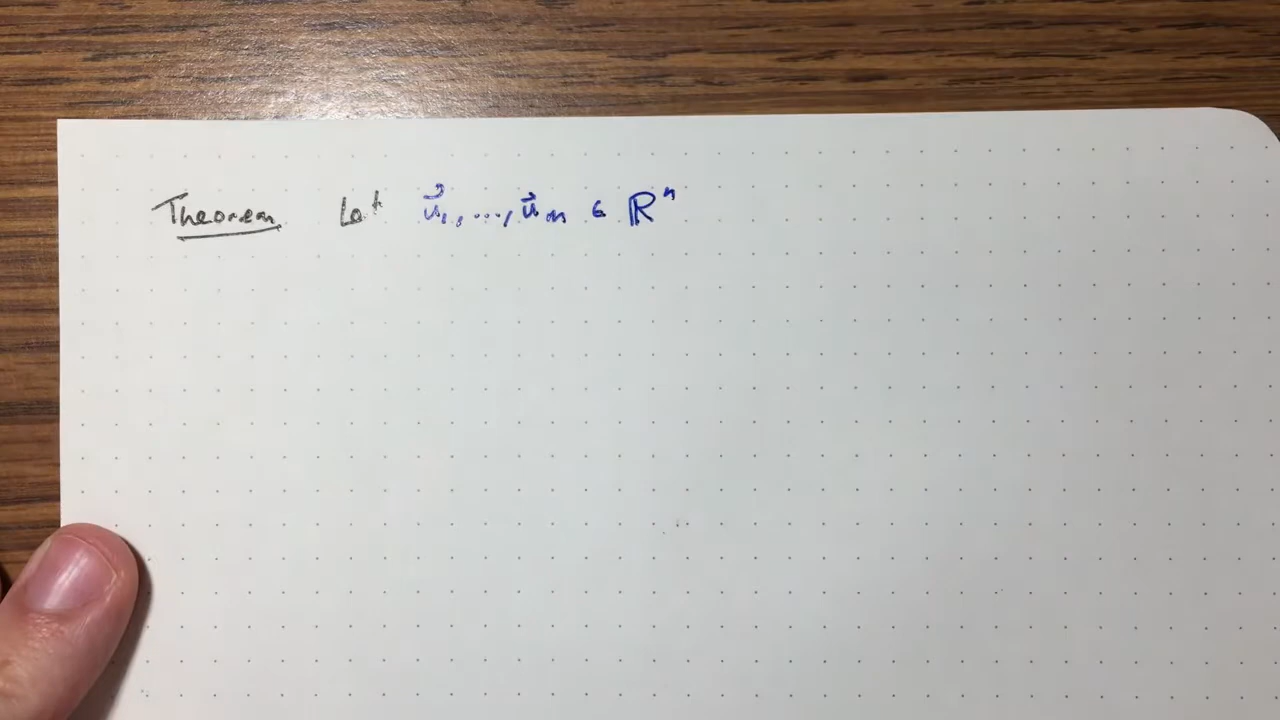 Theorem Let u⃗₁, ..., u⃗ₘ ∈ ℝⁿ